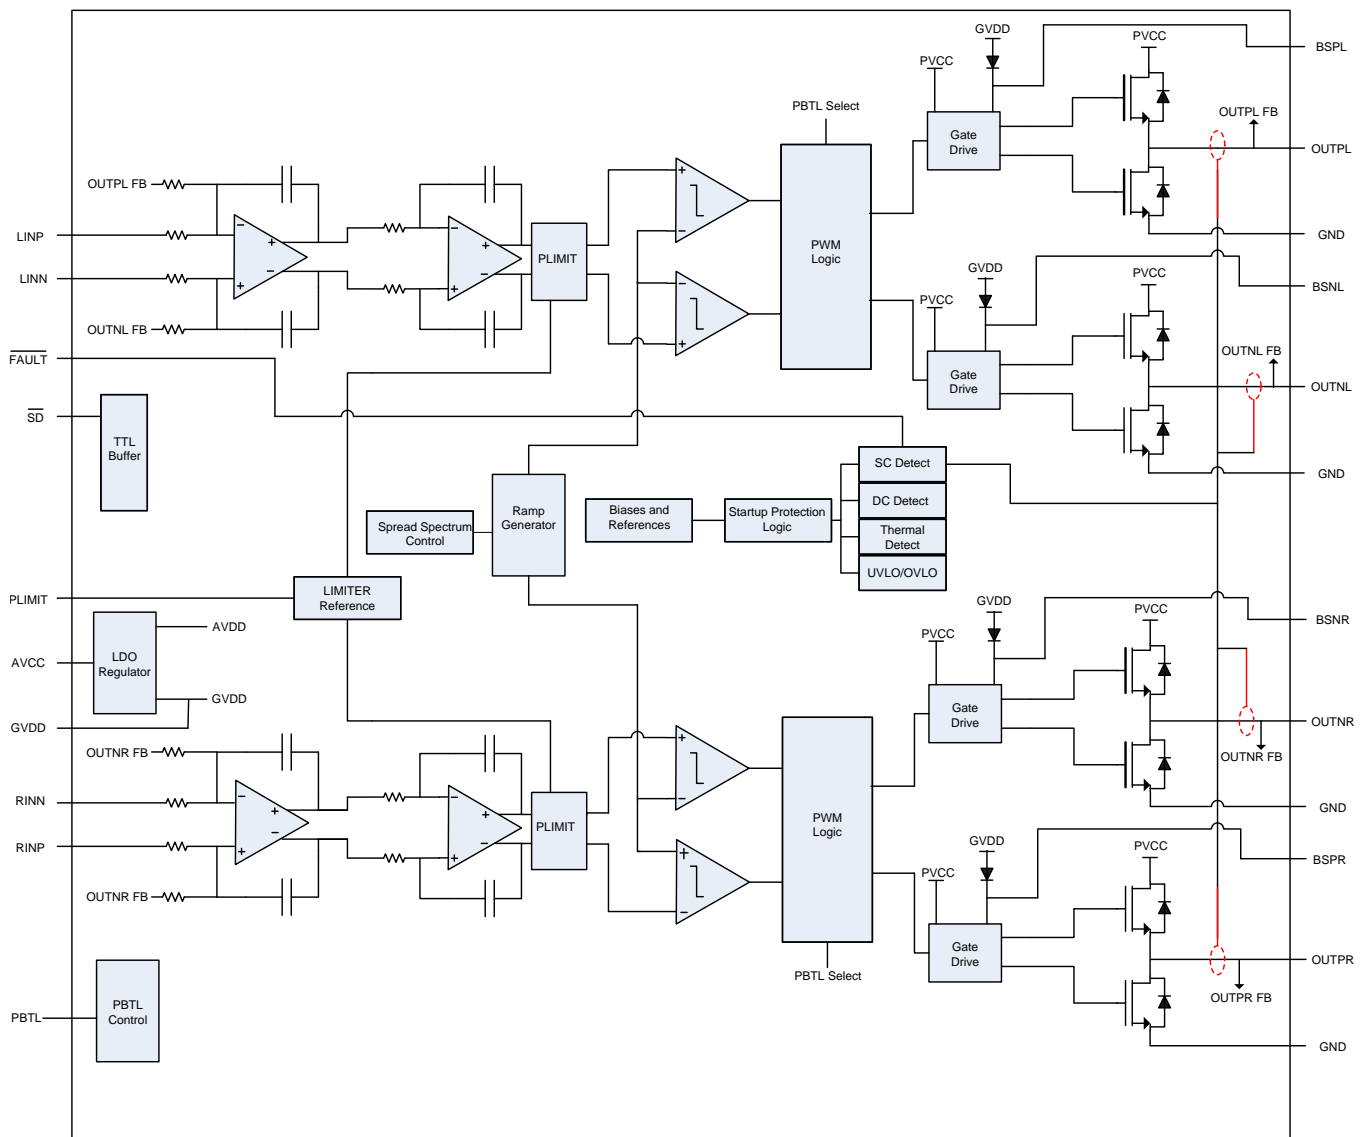 GVDD
BSPL
PVCC
PVCC
PBTL Select
OUTPL FB
Gate
Drive
OUTPL
OUTPL FB
+
−
PWM
Logic
LINP
−
+
−
+
GND
LINN
−
+
−
+
PLIMIT
GVDD
PVCC
BSNL
−
+
PVCC
OUTNL FB
OUTNL FB
FAULT
Gate
Drive
OUTNL
SD
TTL
Buffer
SC Detect
GND
DC Detect
Ramp
Generator
Biases and
References
Startup Protection
Logic
Spread Spectrum
Control
Thermal
Detect
UVLO/OVLO
PLIMIT
LIMITER
Reference
GVDD
PVCC
BSNR
AVDD
PVCC
AVCC
LDO
Regulator
GVDD
Gate
Drive
OUTNR
GVDD
OUTNR FB
+
−
OUTNR FB
RINN
−
+
−
+
PLIMIT
PWM
Logic
GND
RINP
−
+
−
+
GVDD
PVCC
BSPR
+
−
PVCC
OUTNR FB
Gate
Drive
OUTPR
PBTL Select
OUTPR FB
PBTL
PBTL
Control
GND